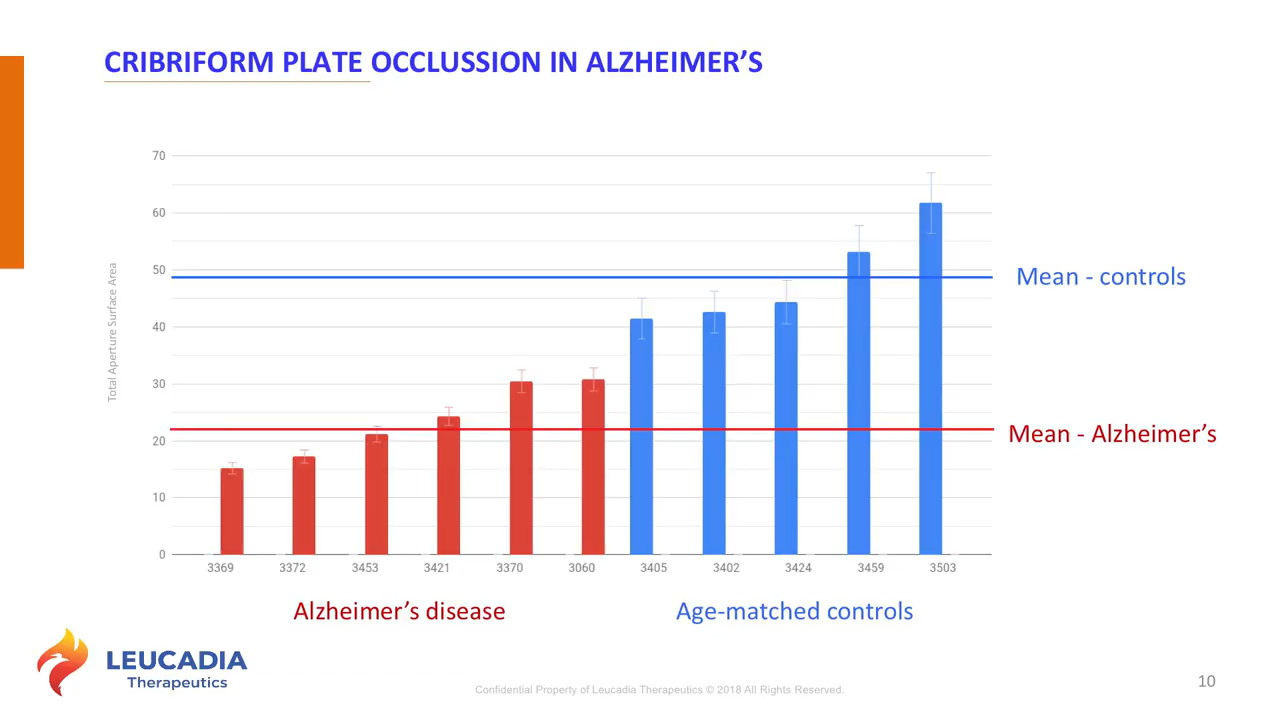 CRIBRIFORM PLATE OCCLUSSION IN ALZHEIMER’S
70
60
50
40
30
20
10
0
Total Aperture Surface Area
Mean - controls
Mean - Alzheimer’s
3369 3372 3453 3421 3370 3060 3405 3402 3424 3459 3503
Alzheimer’s disease Age-matched controls
LEUCADIA
Therapeutics
Confidential Property of Leucadia Therapeutics © 2018 All Rights Reserved.
10